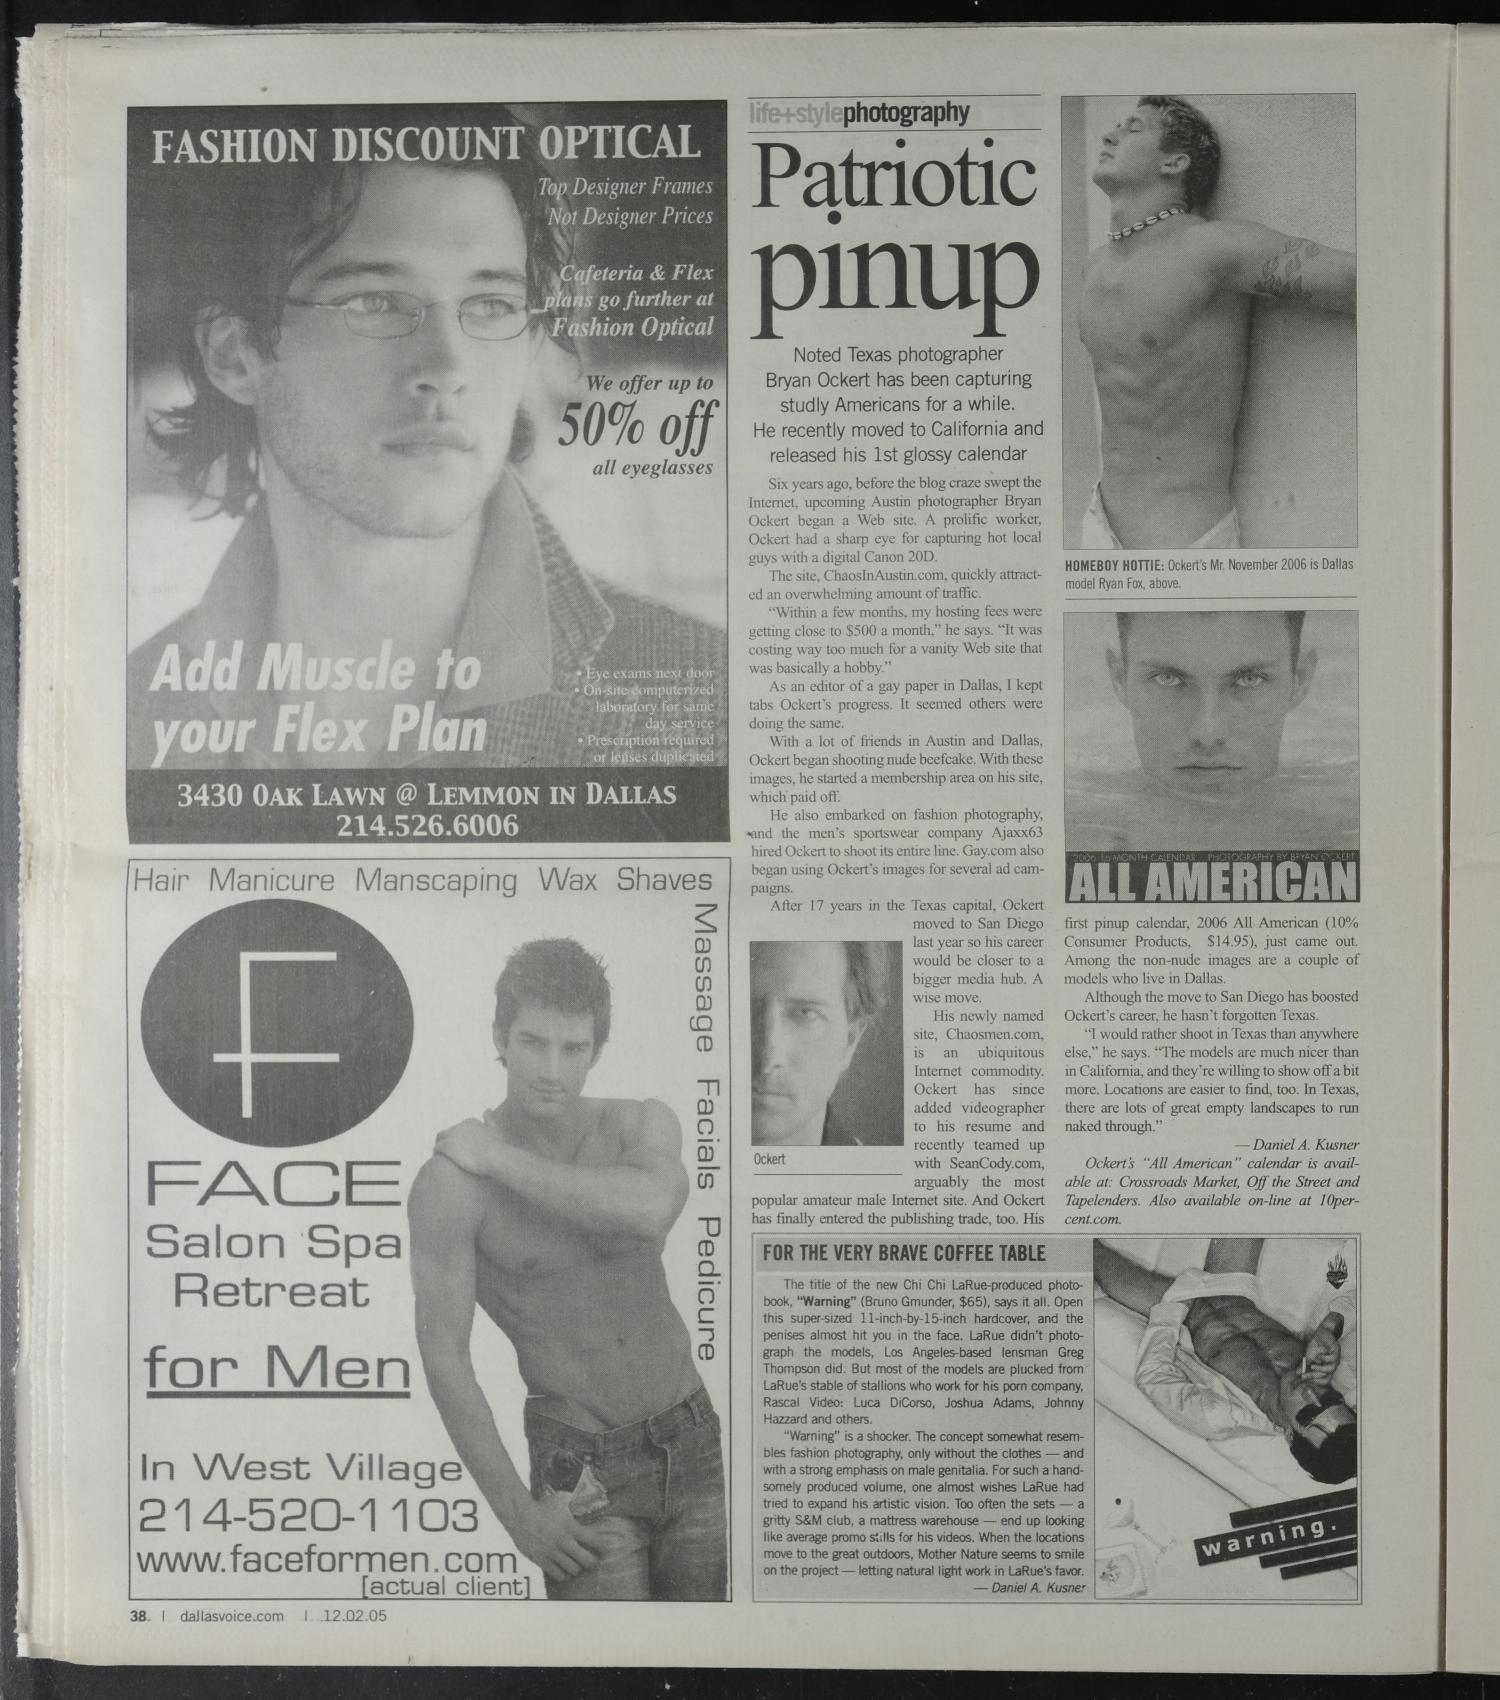 FASHION DISCOUNT OPTICAL
Top Designer Frames
Not Designer Prices
Cafeteria & Flex
plans go further at
Fashion Optical
We offer up to
50% off
all eyeglasses
Add Muscle to
your Flex Plan
• Eye exams next door
• On-site computerized
laboratory for same
day service
• Prescription required
or lenses duplicated
3430 OAK LAWN @ LEMMON IN DALLAS
214.526.6006
Hair Manicure Manscaping Wax Shaves
Massage Facials Pedicure
F
FACE
Salon Spa
Retreat
for Men
In West Village
214-520-1103
www.faceformen.com
[actual client]
life+stylephotography
Patriotic
pinup
Noted Texas photographer
Bryan Ockert has been capturing
studly Americans for a while.
He recently moved to California and
released his 1st glossy calendar
Six years ago, before the blog craze swept the
Internet, upcoming Austin photographer Bryan
Ockert began a Web site. A prolific worker,
Ockert had a sharp eye for capturing hot local
guys with a digital Canon 20D.
The site, ChaosInAustin.com, quickly attract-
ed an overwhelming amount of traffic.
“Within a few months, my hosting fees were
getting close to $500 a month,” he says. “It was
costing way too much for a vanity Web site that
was basically a hobby.”
As an editor of a gay paper in Dallas, I kept
tabs Ockert's progress. It seemed others were
doing the same.
With a lot of friends in Austin and Dallas,
Ockert began shooting nude beefcake. With these
images, he started a membership area on his site,
which paid off.
He also embarked on fashion photography,
and the men's sportswear company Ajaxx63
hired Ockert to shoot its entire line. Gay.com also
began using Ockert's images for several ad cam-
paigns.
After 17 years in the Texas capital, Ockert
moved to San Diego
last year so his career
would be closer to a
bigger media hub. A
wise move.
His newly named
site, Chaosmen.com,
is an ubiquitous
Internet commodity.
Ockert has since
added videographer
to his resume and
recently teamed up
with SeanCody.com,
arguably the most
popular amateur male Internet site. And Ockert
has finally entered the publishing trade, too. His
Ockert
HOMEBOY HOTTIE: Ockert's Mr. November 2006 is Dallas
model Ryan Fox, above.
2006 16-MONTH CALENDAR PHOTOGRAPHY BY BRYAN OCKERT
ALL AMERICAN
first pinup calendar, 2006 All American (10%
Consumer Products, $14.95), just came out.
Among the non-nude images are a couple of
models who live in Dallas.
Although the move to San Diego has boosted
Ockert's career, he hasn't forgotten Texas.
“I would rather shoot in Texas than anywhere
else,” he says. “The models are much nicer than
in California, and they're willing to show off a bit
more. Locations are easier to find, too. In Texas,
there are lots of great empty landscapes to run
naked through.”
— Daniel A. Kusner
Ockert's “All American” calendar is avail-
able at: Crossroads Market, Off the Street and
Tapelenders. Also available on-line at 10per-
cent.com.
FOR THE VERY BRAVE COFFEE TABLE
The title of the new Chi Chi LaRue-produced photo-
book, “Warning” (Bruno Gmunder, $65), says it all. Open
this super-sized 11-inch-by-15-inch hardcover, and the
penises almost hit you in the face. LaRue didn't photo-
graph the models, Los Angeles-based lensman Greg
Thompson did. But most of the models are plucked from
LaRue's stable of stallions who work for his porn company,
Rascal Video: Luca DiCorso, Joshua Adams, Johnny
Hazzard and others.
“Warning” is a shocker. The concept somewhat resem-
bles fashion photography, only without the clothes — and
with a strong emphasis on male genitalia. For such a hand-
somely produced volume, one almost wishes LaRue had
tried to expand his artistic vision. Too often the sets — a
gritty S&M club, a mattress warehouse — end up looking
like average promo stills for his videos. When the locations
move to the great outdoors, Mother Nature seems to smile
on the project — letting natural light work in LaRue's favor.
— Daniel A. Kusner
warning.
38 | dallasvoice.com | 12.02.05